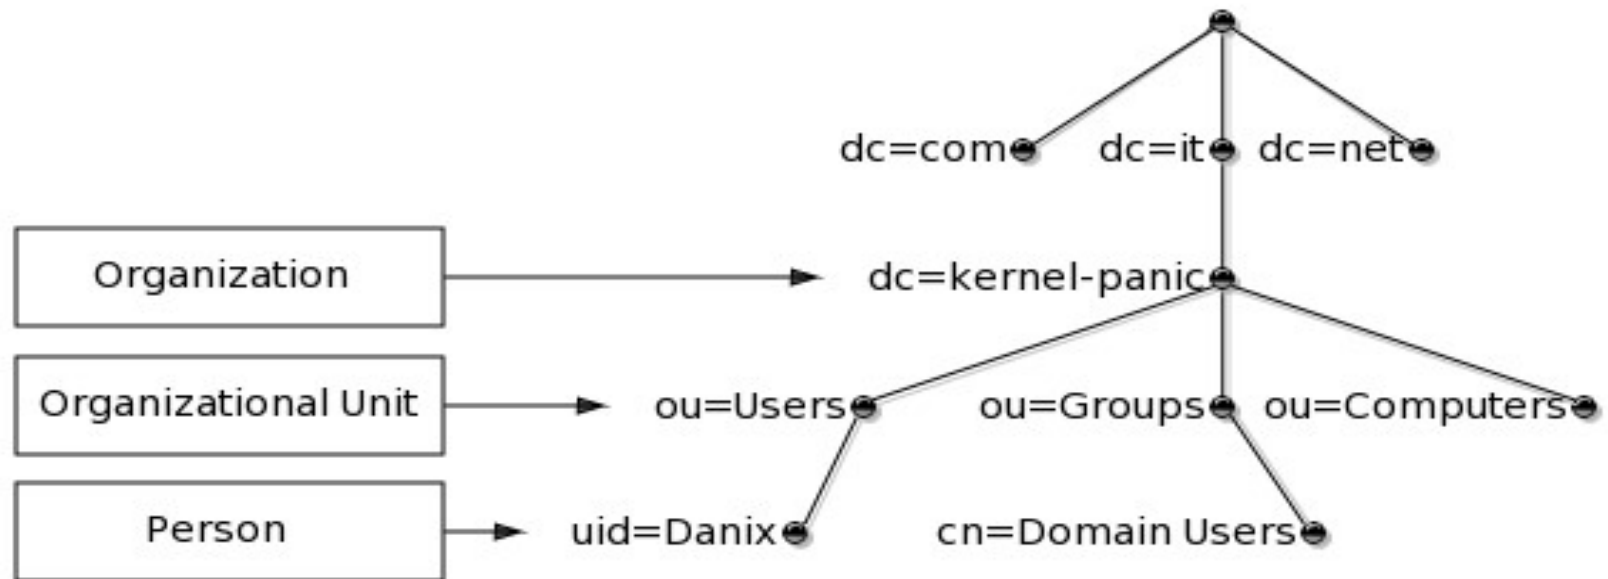 dc=com dc=it dc=net
Organization dc=kernel-panic
Organizational Unit ou=Users ou=Groups ou=Computers
Person uid=Danix cn=Domain Users